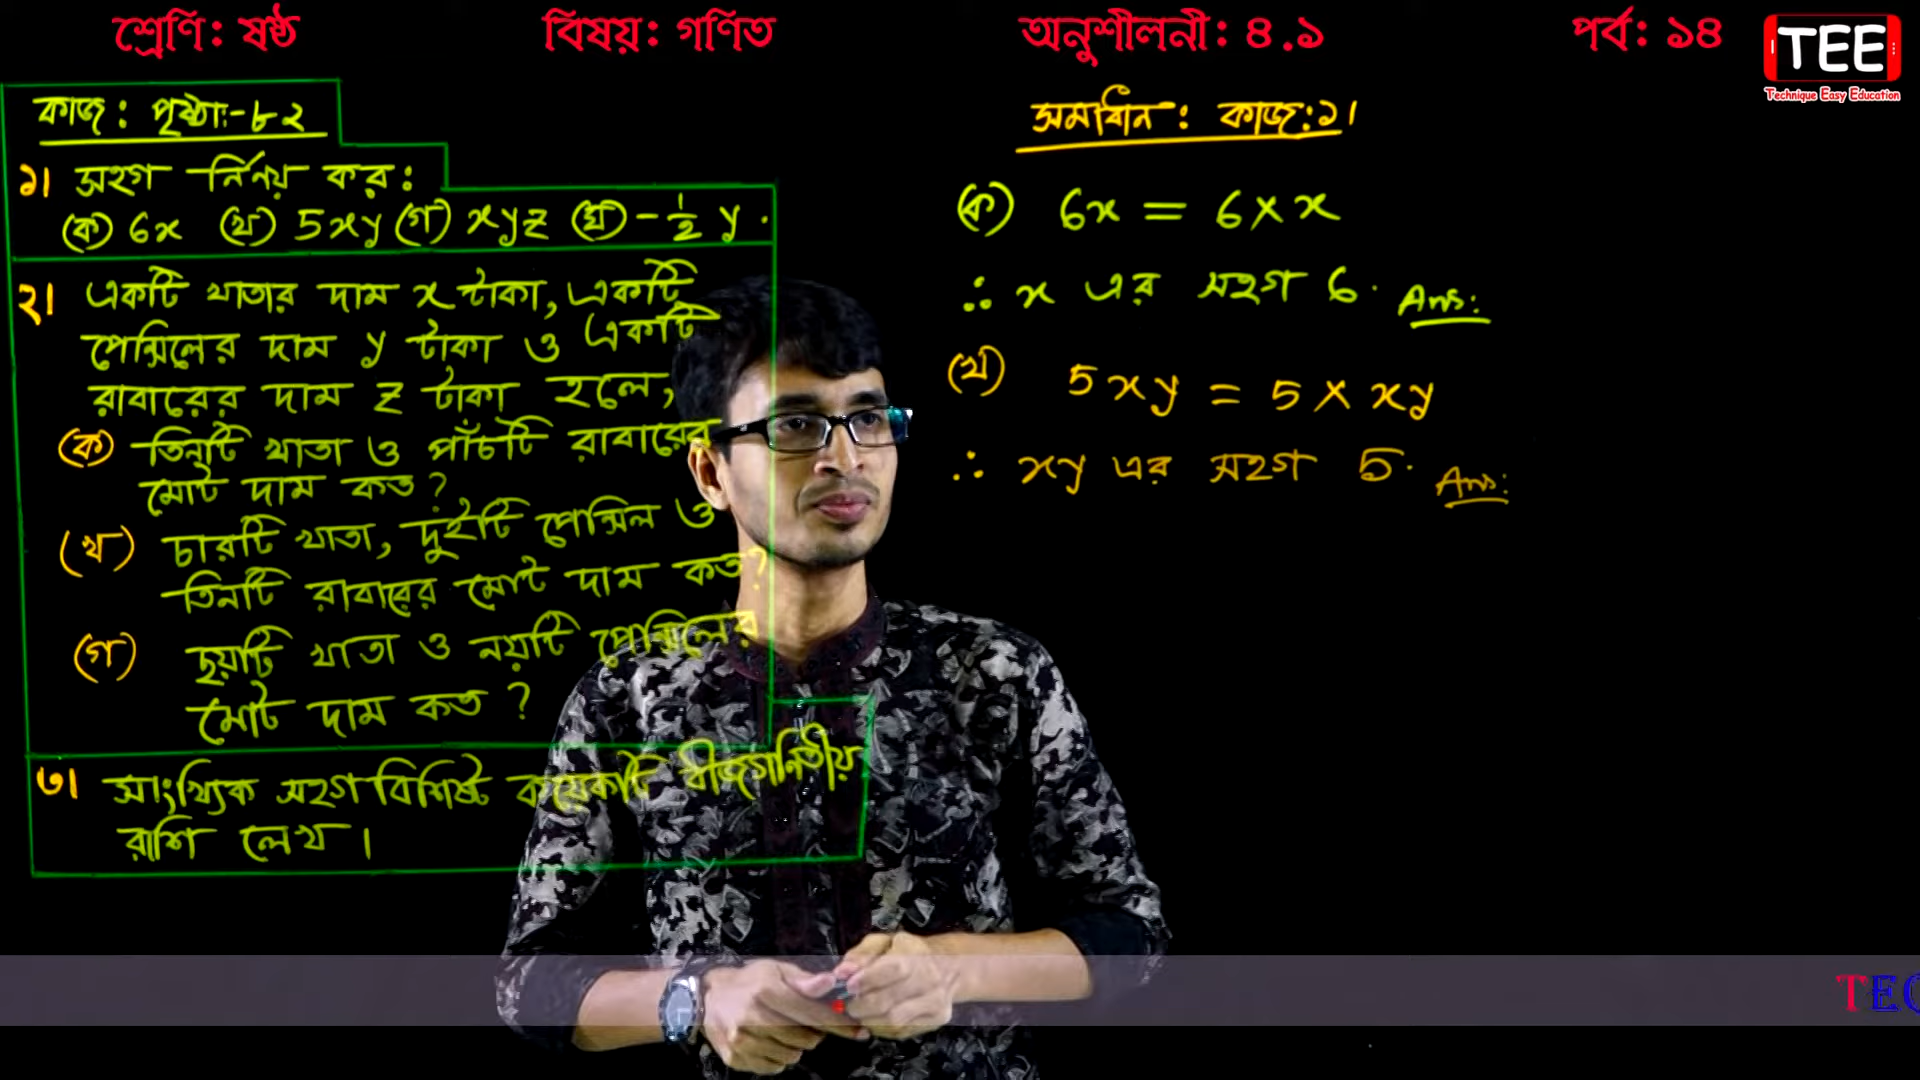 শ্রেণি: ষষ্ঠ বিষয়: গণিত অনুশীলনী: ৪.১ পর্ব: ১৪
TEE
Technique Easy Education
কাজ: পৃষ্ঠা:-৮২
১। সহগ নির্ণয় কর:
(ক) 6x (খ) 5xy (গ) xyz (ঘ) -1/2 y.
২। একটি খাতার দাম x টাকা, একটি
পেন্সিলের দাম y টাকা ও একটি
রাবারের দাম z টাকা হলে,
(ক) তিনটি খাতা ও পাঁচটি রাবারের
মোট দাম কত?
(খ) চারটি খাতা, দুইটি পেন্সিল ও
তিনটি রাবারের মোট দাম কত?
(গ) ছয়টি খাতা ও নয়টি পেন্সিলের
মোট দাম কত?
৩। সাংখ্যিক সহগবিশিষ্ট কয়েকটি বীজগণিতীয়
রাশি লেখ।
সমাধান: কাজ:১।
(ক) 6x = 6 × x
∴ x এর সহগ 6. Ans:
(খ) 5xy = 5 × xy
∴ xy এর সহগ 5. Ans: